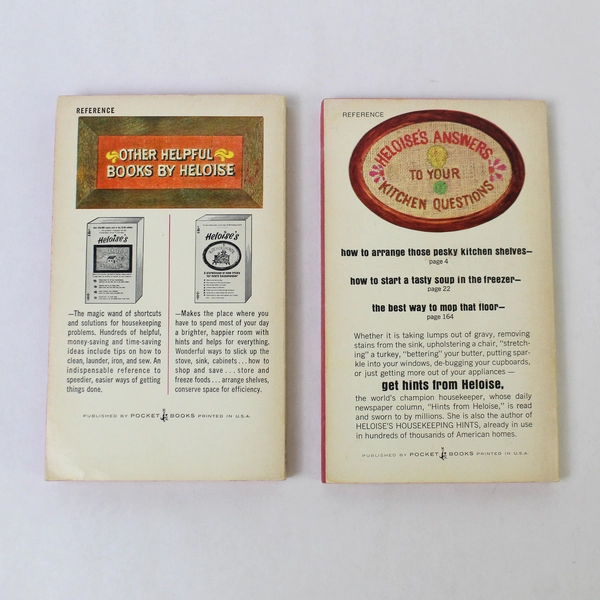 REFERENCE
OTHER HELPFUL
BOOKS BY HELOISE
Heloise's
Heloise's
—The magic wand of shortcuts
and solutions for housekeeping
problems. Hundreds of helpful,
money-saving and time-saving
ideas include tips on how to
clean, launder, iron, and sew. An
indispensable reference to
speedier, easier ways of getting
things done.
—Makes the place where you
have to spend most of your day
a brighter, happier room with
hints and helps for everything.
Wonderful ways to slick up the
stove, sink, cabinets...how to
shop and save...store and
freeze foods...arrange shelves,
conserve space for efficiency.
PUBLISHED BY POCKET BOOKS PRINTED IN U.S.A.
REFERENCE
HELOISE'S ANSWERS
TO YOUR
KITCHEN QUESTIONS
how to arrange those pesky kitchen shelves—
page 4
how to start a tasty soup in the freezer—
page 22
the best way to mop that floor—
page 164
Whether it is taking lumps out of gravy, removing
stains from the sink, upholstering a chair, "stretch-
ing" a turkey, "bettering" your butter, putting spar-
kle into your windows, de-bugging your cupboards,
or just getting more out of your appliances —
get hints from Heloise,
the world's champion housekeeper, whose daily
newspaper column, "Hints from Heloise," is read
and sworn to by millions. She is also the author of
HELOISE'S HOUSEKEEPING HINTS, already in use
in hundreds of thousands of American homes.
PUBLISHED BY POCKET BOOKS PRINTED IN U.S.A.